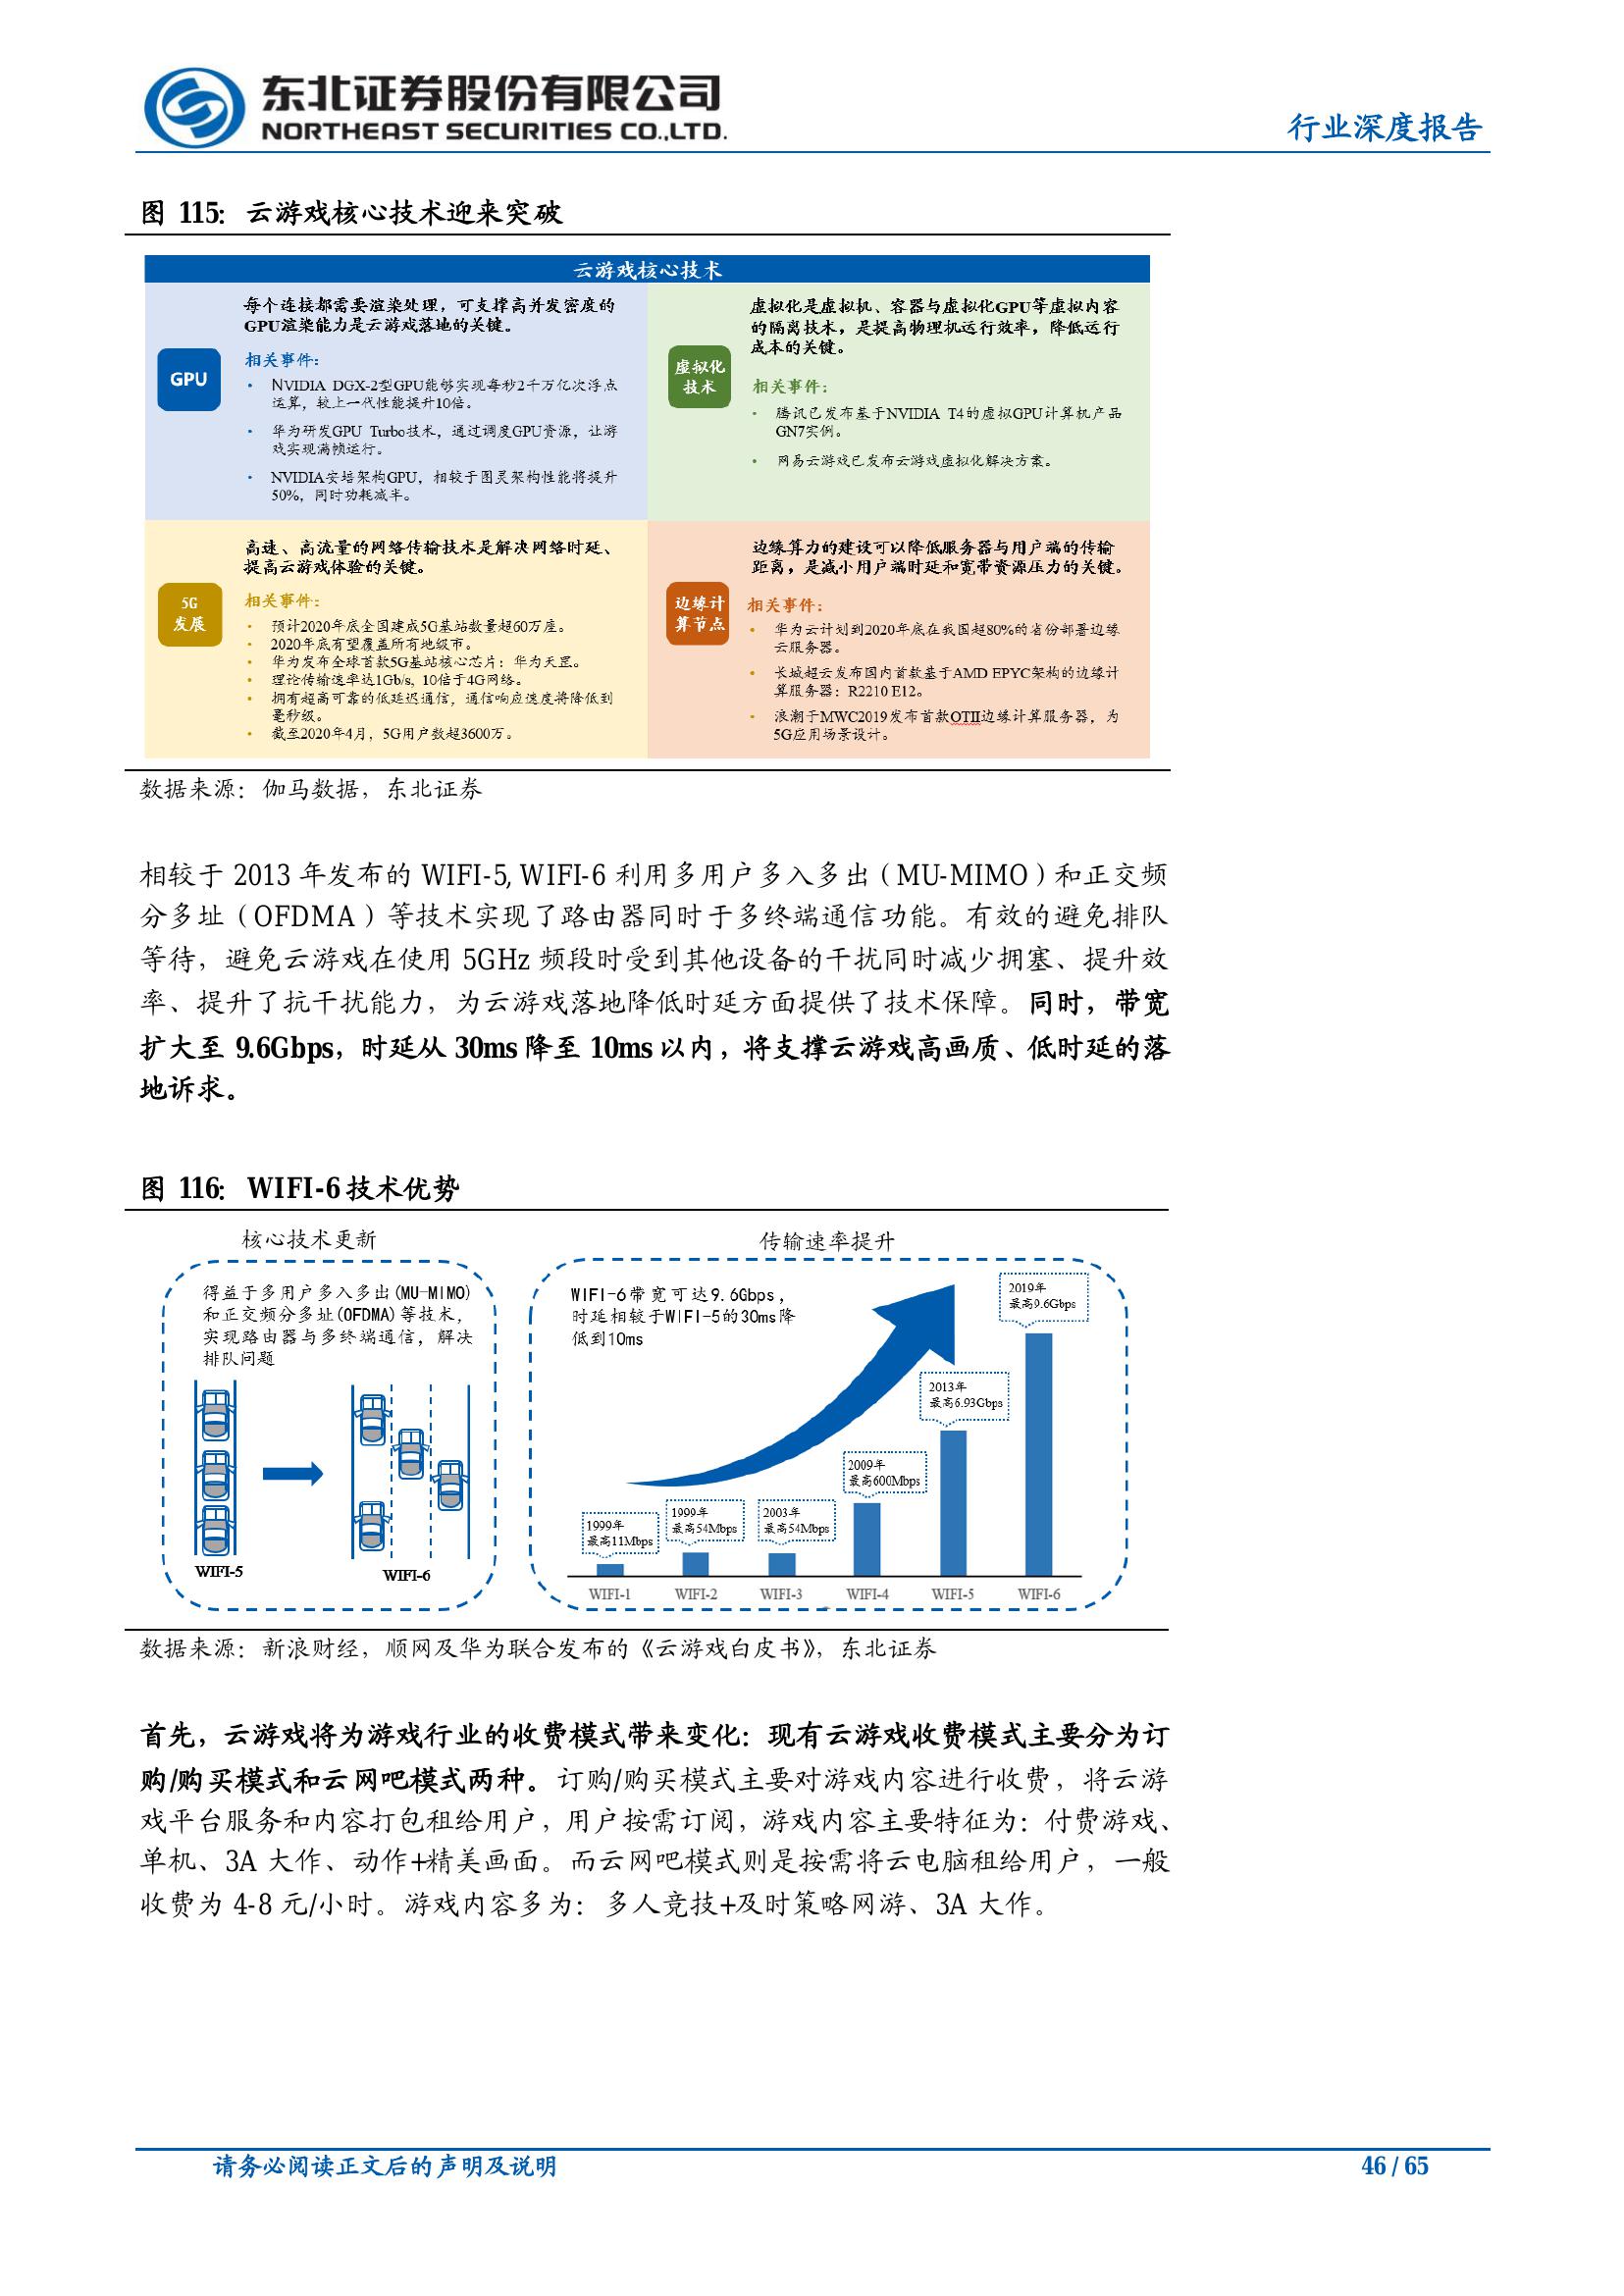 东北证券股份有限公司
NORTHEAST SECURITIES CO.,LTD.
行业深度报告
图 115：云游戏核心技术迎来突破
云游戏核心技术
GPU
每个连接都需要渲染处理，可支撑高并发密度的
GPU渲染能力是云游戏落地的关键。
相关事件：
• NVIDIA DGX-2型GPU能够实现每秒2千万亿次浮点
运算，较上一代性能提升10倍。
• 华为研发GPU Turbo技术，通过调度GPU资源，让游
戏实现满帧运行。
• NVIDIA安培架构GPU，相较于图灵架构性能将提升
50%，同时功耗减半。
虚拟化
技术
虚拟化是虚拟机、容器与虚拟化GPU等虚拟内容
的隔离技术，是提高物理机运行效率，降低运行
成本的关键。
相关事件：
• 腾讯已发布基于NVIDIA T4的虚拟GPU计算机产品
GN7实例。
• 网易云游戏已发布云游戏虚拟化解决方案。
5G
发展
高速、高流量的网络传输技术是解决网络时延、
提高云游戏体验的关键。
相关事件：
• 预计2020年底全国建成5G基站数量超60万座。
• 2020年底有望覆盖所有地级市。
• 华为发布全球首款5G基站核心芯片：华为天罡。
• 理论传输速率达1Gb/s, 10倍于4G网络。
• 拥有超高可靠的低延迟通信，通信响应速度将降低到
毫秒级。
• 截至2020年4月，5G用户数超3600万。
边缘计
算节点
边缘算力的建设可以降低服务器与用户端的传输
距离，是减小用户端时延和宽带资源压力的关键。
相关事件：
• 华为云计划到2020年底在我国超80%的省份部署边缘
云服务器。
• 长城超云发布国内首款基于AMD EPYC架构的边缘计
算服务器：R2210 E12。
• 浪潮于MWC2019发布首款OTII边缘计算服务器，为
5G应用场景设计。
数据来源：伽马数据，东北证券
相较于 2013 年发布的 WIFI-5, WIFI-6 利用多用户多入多出（MU-MIMO）和正交频
分多址（OFDMA）等技术实现了路由器同时于多终端通信功能。有效的避免排队
等待，避免云游戏在使用 5GHz 频段时受到其他设备的干扰同时减少拥塞、提升效
率、提升了抗干扰能力，为云游戏落地降低时延方面提供了技术保障。同时，带宽
扩大至 9.6Gbps，时延从 30ms 降至 10ms 以内，将支撑云游戏高画质、低时延的落
地诉求。
图 116：WIFI-6 技术优势
核心技术更新
得益于多用户多入多出(MU-MIMO)
和正交频分多址(OFDMA)等技术，
实现路由器与多终端通信，解决
排队问题
WIFI-5
WIFI-6
传输速率提升
WIFI-6带宽可达9.6Gbps，
时延相较于WIFI-5的30ms降
低到10ms
1999年
最高11Mbps
1999年
最高54Mbps
2003年
最高54Mbps
2009年
最高600Mbps
2013年
最高6.93Gbps
2019年
最高9.6Gbps
WIFI-1 WIFI-2 WIFI-3 WIFI-4 WIFI-5 WIFI-6
数据来源：新浪财经，顺网及华为联合发布的《云游戏白皮书》，东北证券
首先，云游戏将为游戏行业的收费模式带来变化：现有云游戏收费模式主要分为订
购/购买模式和云网吧模式两种。订购/购买模式主要对游戏内容进行收费，将云游
戏平台服务和内容打包租给用户，用户按需订阅，游戏内容主要特征为：付费游戏、
单机、3A 大作、动作+精美画面。而云网吧模式则是按需将云电脑租给用户，一般
收费为 4-8 元/小时。游戏内容多为：多人竞技+及时策略网游、3A 大作。
请务必阅读正文后的声明及说明
46 / 65